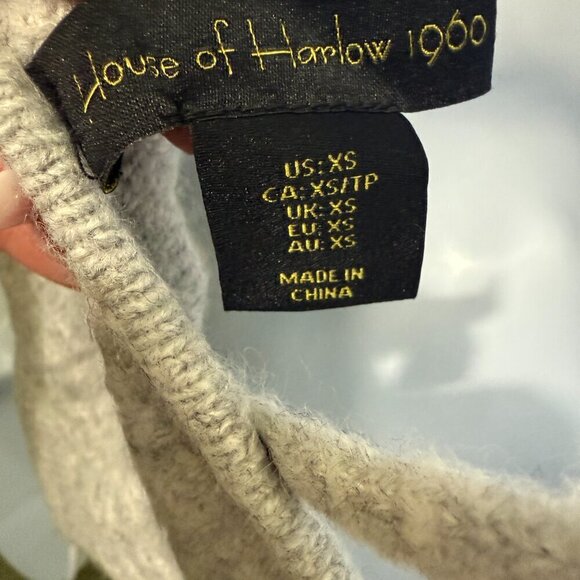 House of Harlow 1960
US: XS
CA: XS/TP
UK: XS
EU: XS
AU: XS
MADE IN
CHINA